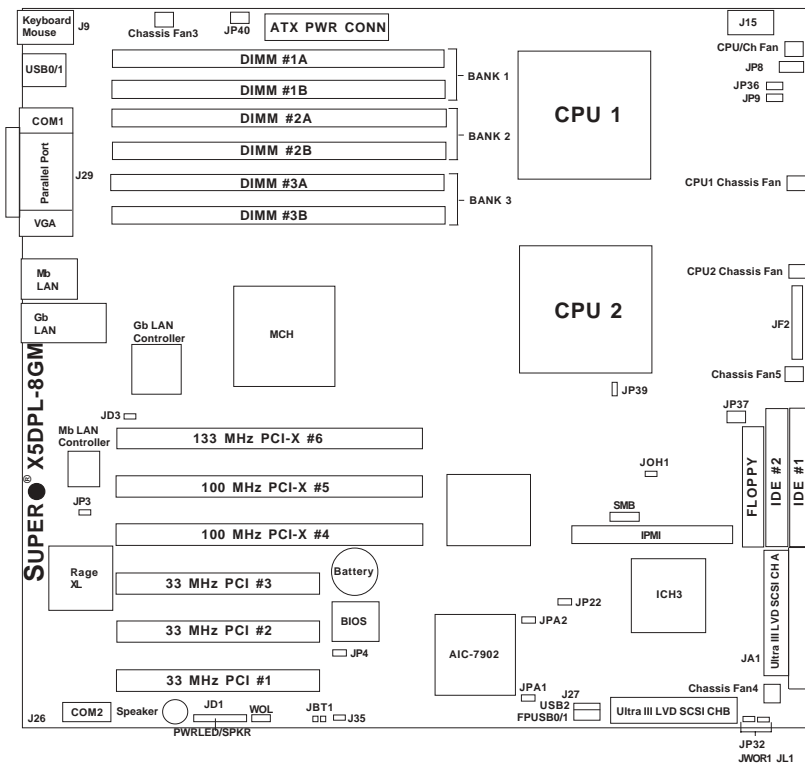 Keyboard
Mouse
J9
Chassis Fan3
JP40
ATX PWR CONN
J15
CPU/Ch Fan
JP8
JP36
JP9
USB0/1
DIMM #1A
DIMM #1B
BANK 1
DIMM #2A
DIMM #2B
BANK 2
DIMM #3A
DIMM #3B
BANK 3
CPU 1
COM1
Parallel Port
J29
VGA
CPU1 Chassis Fan
Mb
LAN
Gb
LAN
Gb LAN
Controller
MCH
CPU 2
CPU2 Chassis Fan
JF2
Chassis Fan5
JP39
JP37
SUPER ® X5DPL-8GM
JD3
Mb LAN
Controller
JP3
133 MHz PCI-X #6
100 MHz PCI-X #5
100 MHz PCI-X #4
JOH1
SMB
IPMI
FLOPPY
IDE #2
IDE #1
Rage
XL
33 MHz PCI #3
Battery
33 MHz PCI #2
BIOS
JP4
33 MHz PCI #1
AIC-7902
JP22
JPA2
ICH3
Ultra III LVD SCSI CH A
JA1
Chassis Fan4
JPA1
J27
USB2
FPUSB0/1
Ultra III LVD SCSI CHB
J26
COM2
Speaker
JD1
PWRLED/SPKR
WOL
JBT1
J35
JP32
JWOR1 JL1